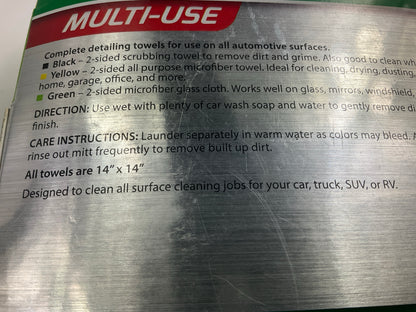 MULTI-USE
Complete detailing towels for use on all automotive surfaces.
Black – 2-sided scrubbing towel to remove dirt and grime. Also good to clean wh
Yellow – 2-sided all purpose microfiber towel. Ideal for cleaning, drying, dusting,
home, garage, office, and more.
Green – 2-sided microfiber glass cloth. Works well on glass, mirrors, windshield,
DIRECTION: Use wet with plenty of car wash soap and water to gently remove di
finish.
CARE INSTRUCTIONS: Launder separately in warm water as colors may bleed.
rinse out mitt frequently to remove built up dirt.
All towels are 14” x 14”
Designed to clean all surface cleaning jobs for your car, truck, SUV, or RV.